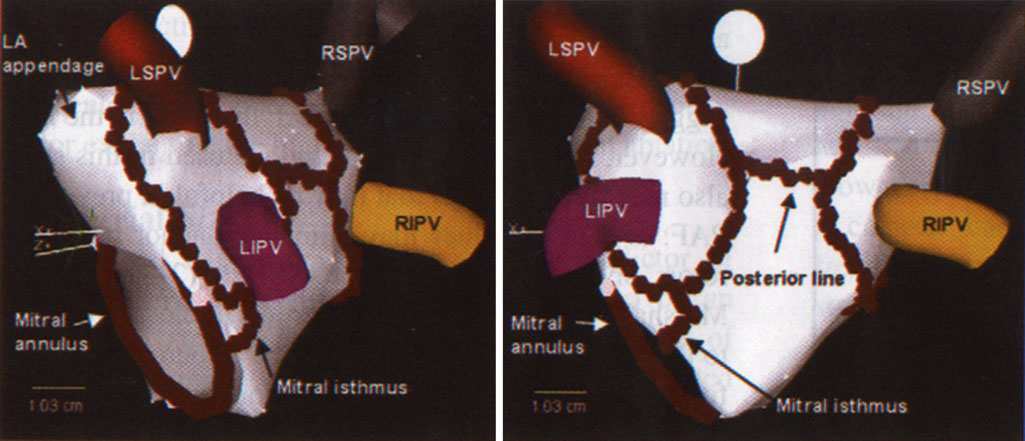 LA
appendage
LSPV
RSPV
LIPV
RIPV
Mitral
annulus
Mitral isthmus
1.03 cm
LSPV
RSPV
LIPV
RIPV
Posterior line
Mitral
annulus
Mitral isthmus
1.03 cm